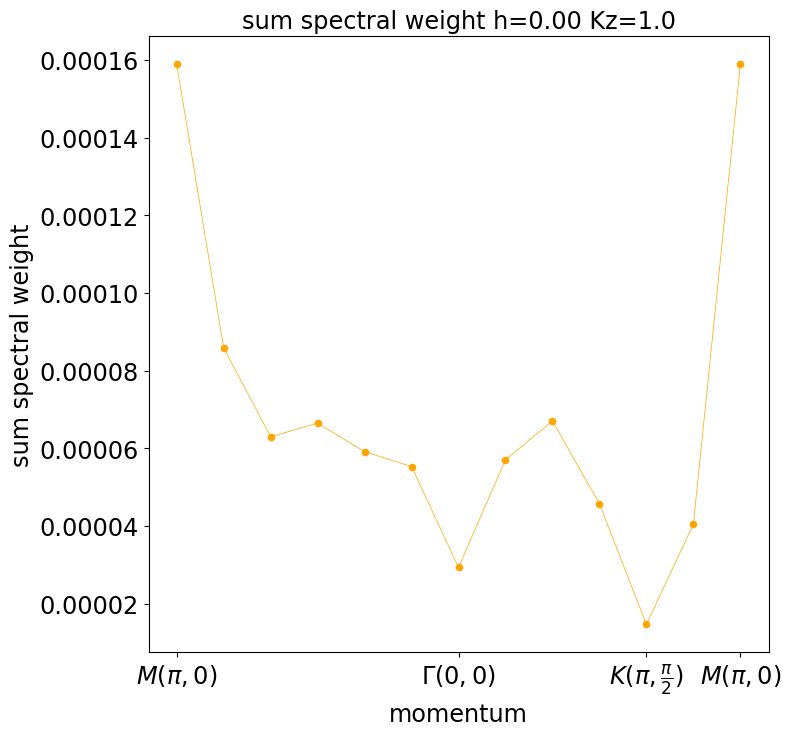 sum spectral weight h=0.00 Kz=1.0
sum spectral weight
0.00016
0.00014
0.00012
0.00010
0.00008
0.00006
0.00004
0.00002
M(π, 0) Γ(0, 0) K(π, π/2) M(π, 0)
momentum